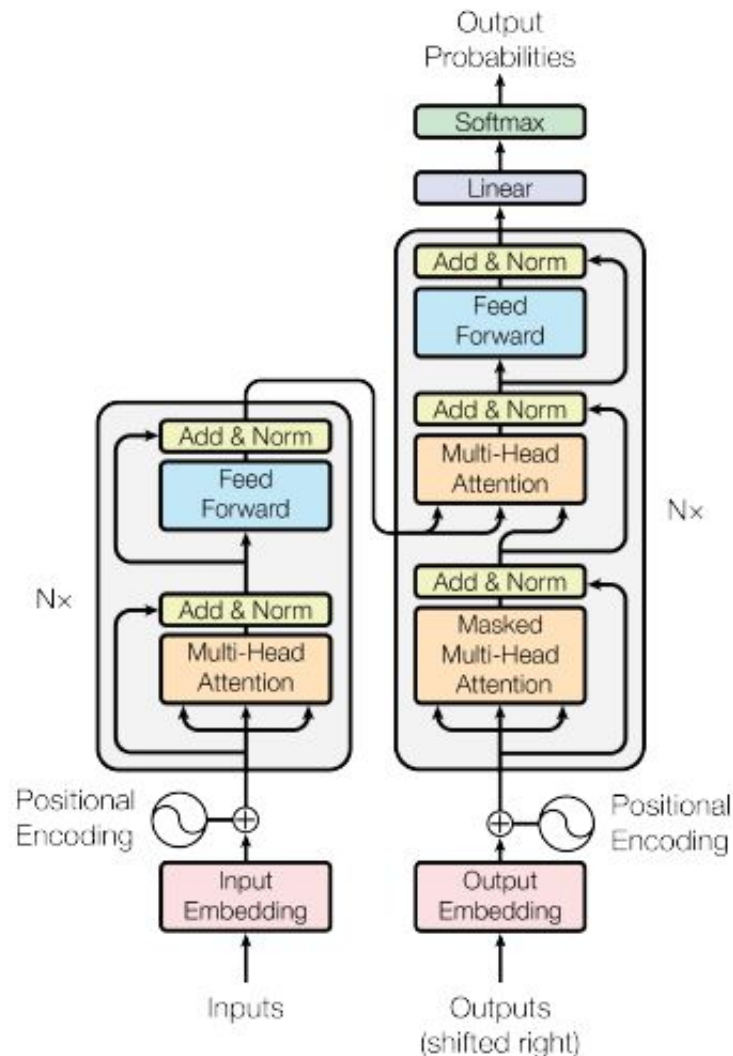 Output
Probabilities
Softmax
Linear
Add & Norm
Feed
Forward
Add & Norm
Multi-Head
Attention
Add & Norm
Masked
Multi-Head
Attention
Nx
Add & Norm
Feed
Forward
Add & Norm
Multi-Head
Attention
Nx
Positional
Encoding
Positional
Encoding
Input
Embedding
Output
Embedding
Inputs
Outputs
(shifted right)